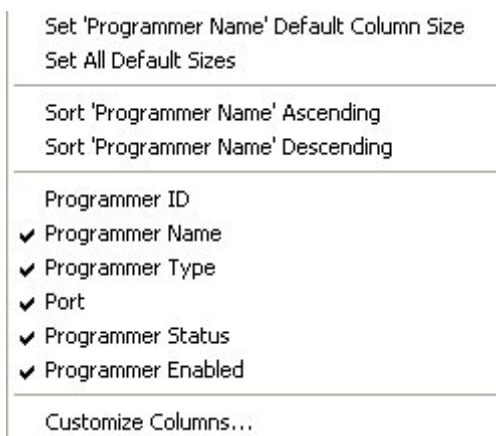 Set 'Programmer Name' Default Column Size
Set All Default Sizes
Sort 'Programmer Name' Ascending
Sort 'Programmer Name' Descending
Programmer ID
Programmer Name
Programmer Type
Port
Programmer Status
Programmer Enabled
Customize Columns...